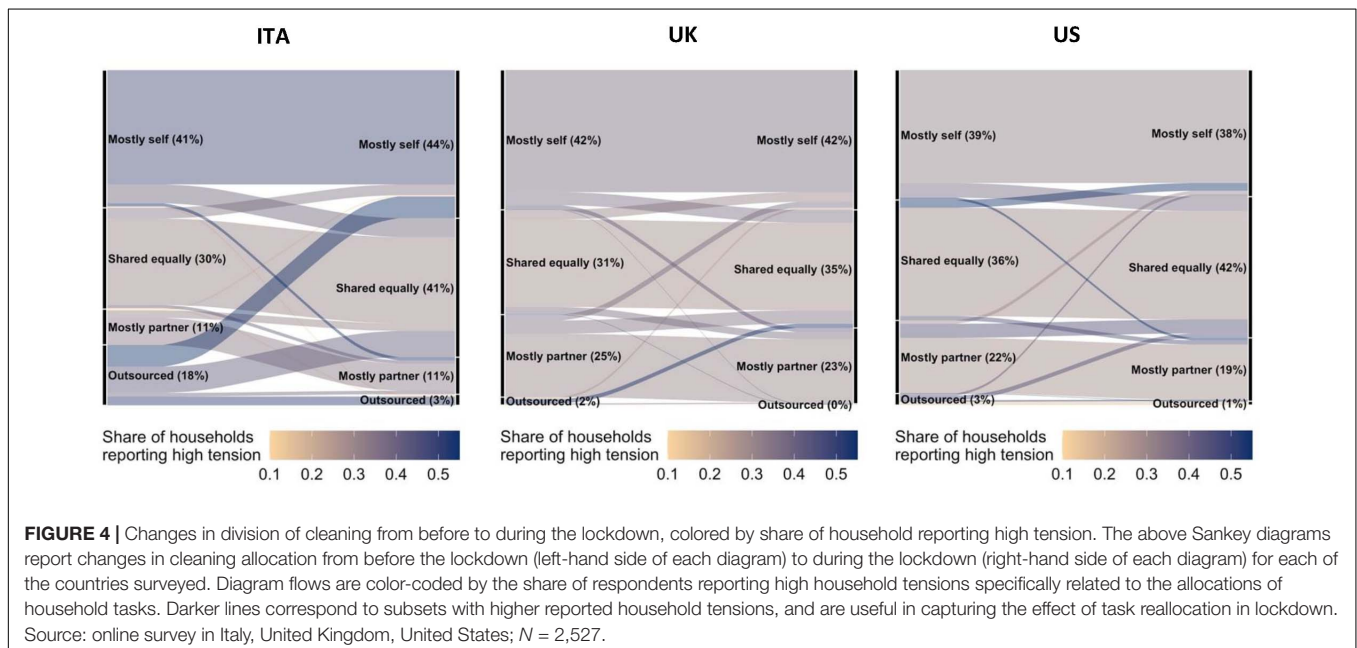 ITA
UK
US
Mostly self (41%)
Mostly self (44%)
Shared equally (30%)
Shared equally (41%)
Mostly partner (11%)
Mostly partner (11%)
Outsourced (18%)
Outsourced (3%)
Mostly self (42%)
Mostly self (42%)
Shared equally (31%)
Shared equally (35%)
Mostly partner (25%)
Mostly partner (23%)
Outsourced (2%)
Outsourced (0%)
Mostly self (39%)
Mostly self (38%)
Shared equally (36%)
Shared equally (42%)
Mostly partner (22%)
Mostly partner (19%)
Outsourced (3%)
Outsourced (1%)
Share of households
reporting high tension
0.1 0.2 0.3 0.4 0.5
Share of households
reporting high tension
0.1 0.2 0.3 0.4 0.5
Share of households
reporting high tension
0.1 0.2 0.3 0.4 0.5
FIGURE 4 | Changes in division of cleaning from before to during the lockdown, colored by share of household reporting high tension. The above Sankey diagrams
report changes in cleaning allocation from before the lockdown (left-hand side of each diagram) to during the lockdown (right-hand side of each diagram) for each of
the countries surveyed. Diagram flows are color-coded by the share of respondents reporting high household tensions specifically related to the allocations of
household tasks. Darker lines correspond to subsets with higher reported household tensions, and are useful in capturing the effect of task reallocation in lockdown.
Source: online survey in Italy, United Kingdom, United States; N = 2,527.